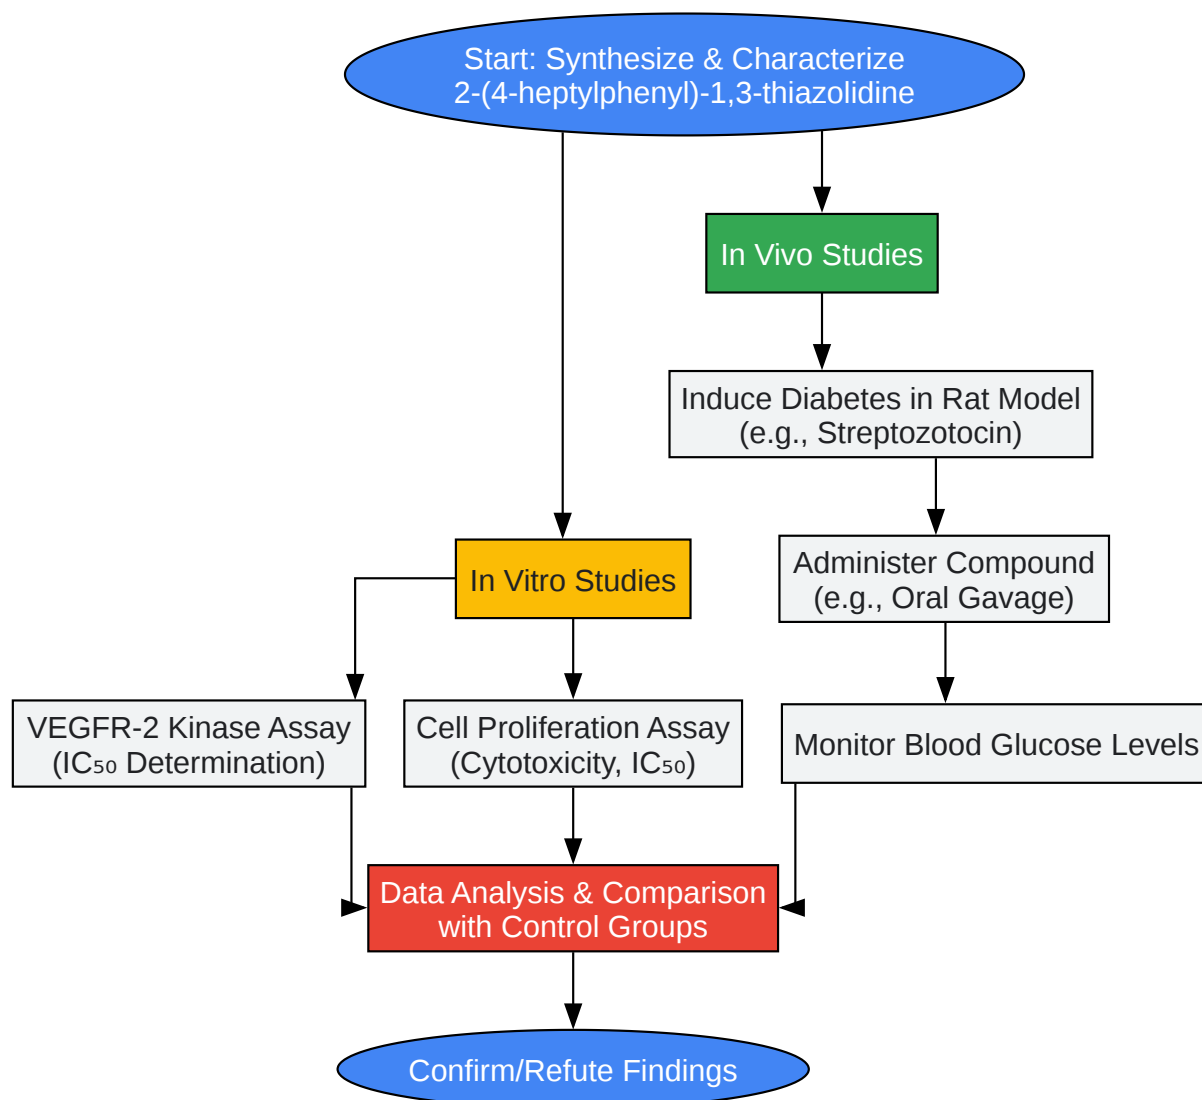 Start: Synthesize & Characterize
2-(4-heptylphenyl)-1,3-thiazolidine
In Vivo Studies
Induce Diabetes in Rat Model
(e.g., Streptozotocin)
In Vitro Studies
Administer Compound
(e.g., Oral Gavage)
VEGFR-2 Kinase Assay
(IC₅₀ Determination)
Cell Proliferation Assay
(Cytotoxicity, IC₅₀)
Monitor Blood Glucose Levels
Data Analysis & Comparison
with Control Groups
Confirm/Refute Findings